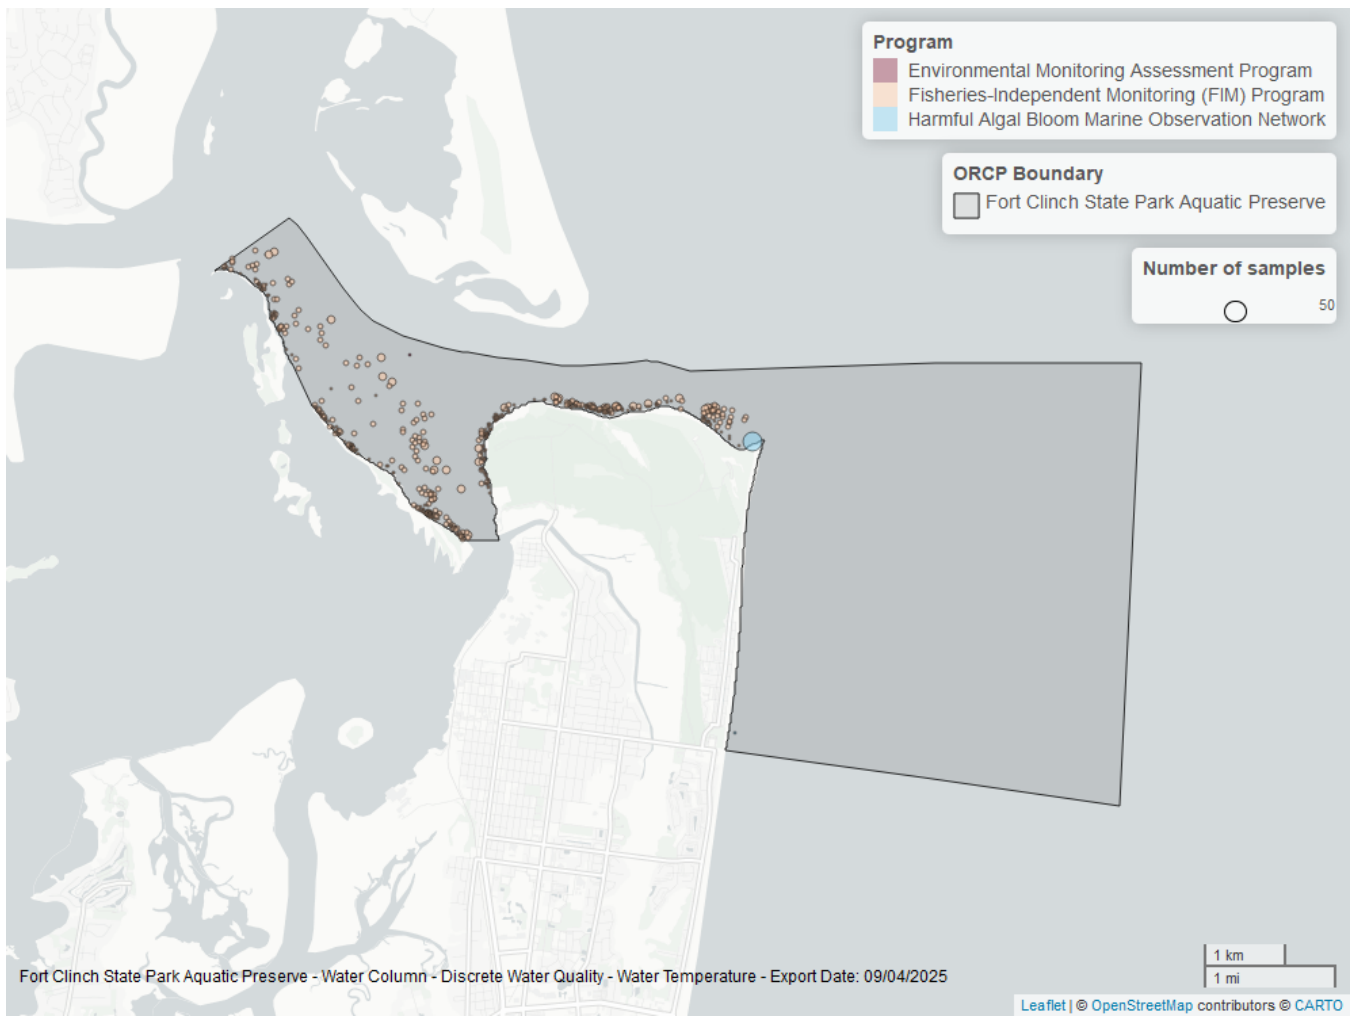 Program
Environmental Monitoring Assessment Program
Fisheries-Independent Monitoring (FIM) Program
Harmful Algal Bloom Marine Observation Network
ORCP Boundary
Fort Clinch State Park Aquatic Preserve
Number of samples
50
1 km
1 mi
Fort Clinch State Park Aquatic Preserve - Water Column - Discrete Water Quality - Water Temperature - Export Date: 09/04/2025
Leaflet | © OpenStreetMap contributors © CARTO